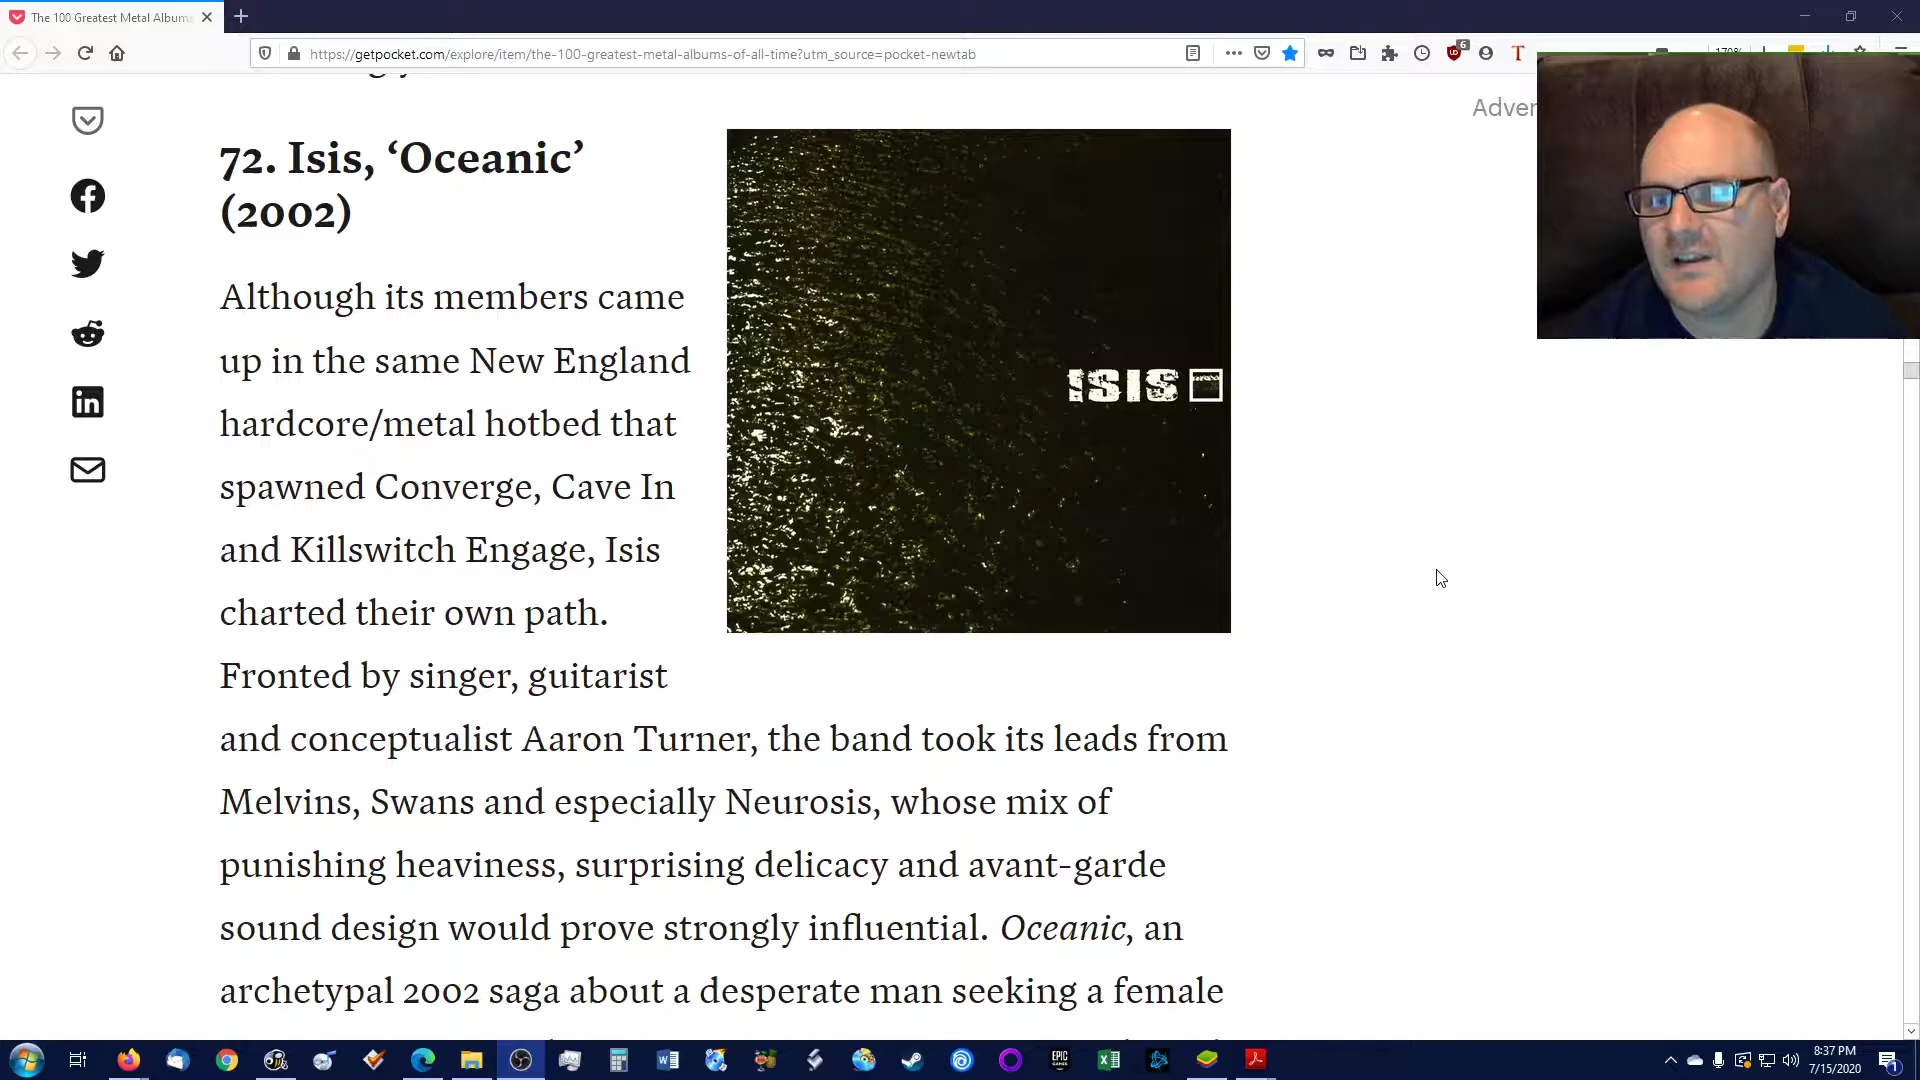 The 100 Greatest Metal Albums
https://getpocket.com/explore/item/the-100-greatest-metal-albums-of-all-time?utm_source=pocket-newtab
6
170%
Adver
72. Isis, ‘Oceanic’
(2002)
ISIS
Although its members came
up in the same New England
hardcore/metal hotbed that
spawned Converge, Cave In
and Killswitch Engage, Isis
charted their own path.
Fronted by singer, guitarist
and conceptualist Aaron Turner, the band took its leads from
Melvins, Swans and especially Neurosis, whose mix of
punishing heaviness, surprising delicacy and avant-garde
sound design would prove strongly influential. Oceanic, an
archetypal 2002 saga about a desperate man seeking a female
EPIC
GAMES
8:37 PM
7/15/2020
1